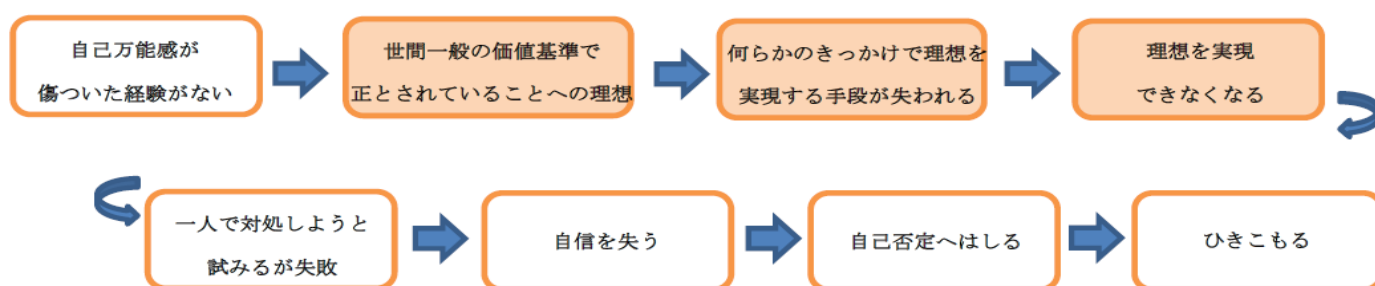 自己万能感が
傷ついた経験がない
世間一般の価値基準で
正とされていることへの理想
何らかのきっかけで理想を
実現する手段が失われる
理想を実現
できなくなる
一人で対処しようと
試みるが失敗
自信を失う
自己否定へはしる
ひきこもる